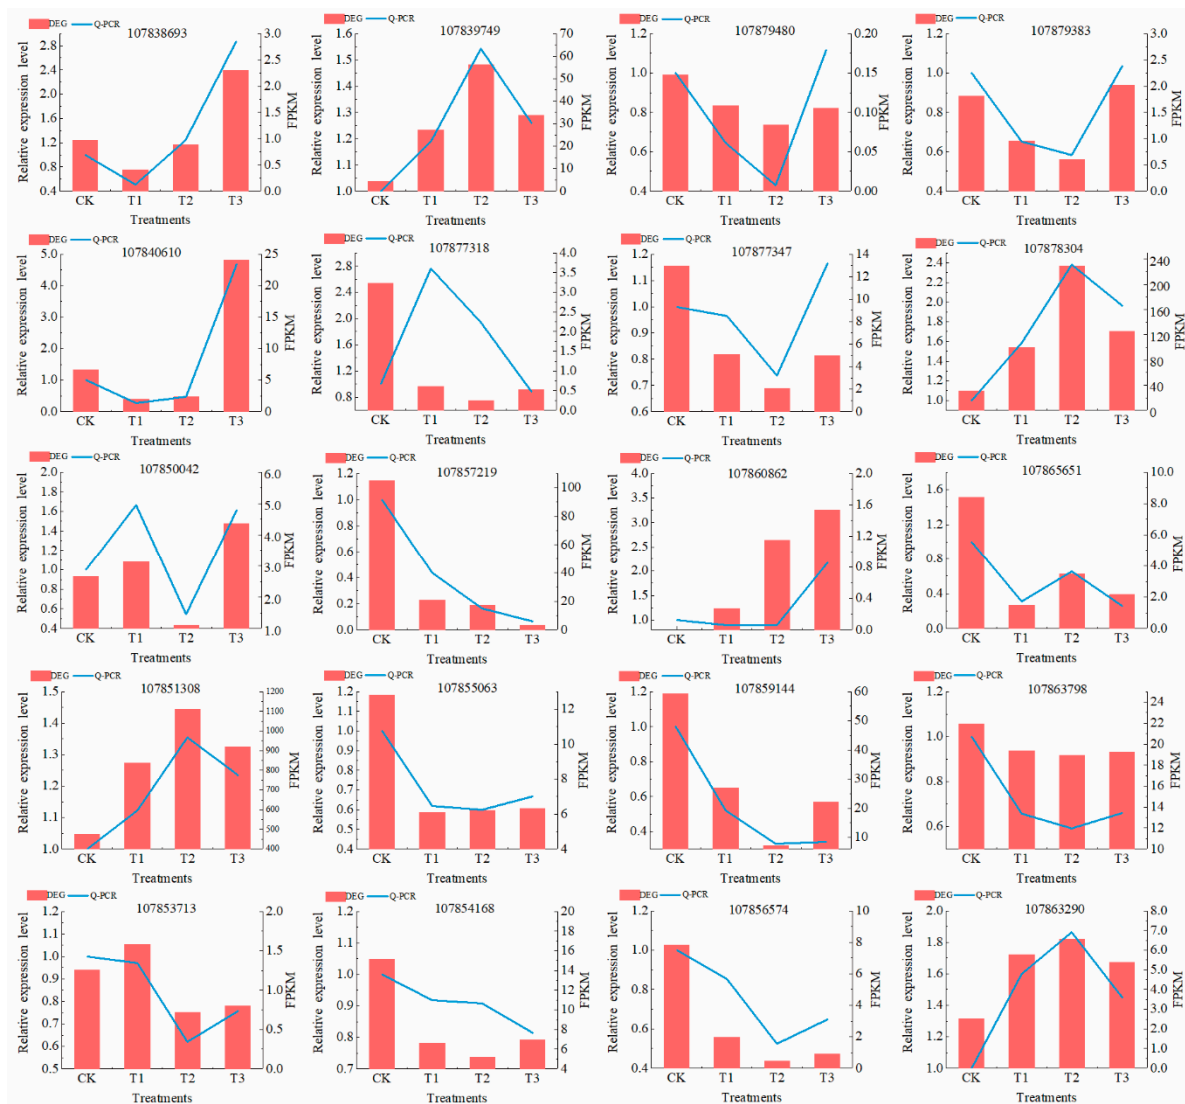 DEG Q-PCR
107838693
Relative expression level
2.8 2.4 2.0 1.6 1.2 0.8 0.4
3.0 2.5 2.0 1.5 1.0 0.5 0.0
FPKM
CK T1 T2 T3
Treatments
DEG Q-PCR
107839749
Relative expression level
1.6 1.5 1.4 1.3 1.2 1.1 1.0
70 60 50 40 30 20 10 0
FPKM
CK T1 T2 T3
Treatments
DEG Q-PCR
107879480
Relative expression level
1.2 1.0 0.8 0.6 0.4
0.20 0.15 0.10 0.05 0.00
FPKM
CK T1 T2 T3
Treatments
DEG Q-PCR
107879383
Relative expression level
1.2 1.0 0.8 0.6 0.4
3.0 2.5 2.0 1.5 1.0 0.5 0.0
FPKM
CK T1 T2 T3
Treatments
DEG Q-PCR
107840610
Relative expression level
5.0 4.0 3.0 2.0 1.0 0.0
25 20 15 10 5 0
FPKM
CK T1 T2 T3
Treatments
DEG Q-PCR
107877318
Relative expression level
2.8 2.4 2.0 1.6 1.2 0.8
4.0 3.5 3.0 2.5 2.0 1.5 1.0 0.5 0.0
FPKM
CK T1 T2 T3
Treatments
DEG Q-PCR
107877347
Relative expression level
1.2 1.1 1.0 0.9 0.8 0.7 0.6
14 12 10 8 6 4 2 0
FPKM
CK T1 T2 T3
Treatments
DEG Q-PCR
107878304
Relative expression level
2.4 2.2 2.0 1.8 1.6 1.4 1.2 1.0
240 200 160 120 80 40 0
FPKM
CK T1 T2 T3
Treatments
DEG Q-PCR
107850042
Relative expression level
2.0 1.8 1.6 1.4 1.2 1.0 0.8 0.6 0.4
6.0 5.0 4.0 3.0 2.0 1.0
FPKM
CK T1 T2 T3
Treatments
DEG Q-PCR
107857219
Relative expression level
1.2 1.0 0.8 0.6 0.4 0.2 0.0
100 80 60 40 20 0
FPKM
CK T1 T2 T3
Treatments
DEG Q-PCR
107860862
Relative expression level
4.0 3.5 3.0 2.5 2.0 1.5 1.0
2.0 1.6 1.2 0.8 0.4 0.0
FPKM
CK T1 T2 T3
Treatments
DEG Q-PCR
107865651
Relative expression level
1.6 1.2 0.8 0.4 0.0
10.0 8.0 6.0 4.0 2.0 0.0
FPKM
CK T1 T2 T3
Treatments
DEG Q-PCR
107851308
Relative expression level
1.5 1.4 1.3 1.2 1.1 1.0
1200 1100 1000 900 800 700 600 500 400
FPKM
CK T1 T2 T3
Treatments
DEG Q-PCR
107855063
Relative expression level
1.2 1.1 1.0 0.9 0.8 0.7 0.6 0.5 0.4
12 10 8 6 4
FPKM
CK T1 T2 T3
Treatments
DEG Q-PCR
107859144
Relative expression level
1.2 1.0 0.8 0.6 0.4
60 50 40 30 20 10
FPKM
CK T1 T2 T3
Treatments
DEG Q-PCR
107863798
Relative expression level
1.2 1.0 0.8 0.6
24 22 20 18 16 14 12 10
FPKM
CK T1 T2 T3
Treatments
DEG Q-PCR
107853713
Relative expression level
1.2 1.1 1.0 0.9 0.8 0.7 0.6 0.5
2.0 1.5 1.0 0.5 0.0
FPKM
CK T1 T2 T3
Treatments
DEG Q-PCR
107854168
Relative expression level
1.2 1.1 1.0 0.9 0.8 0.7
20 18 16 14 12 10 8 6 4
FPKM
CK T1 T2 T3
Treatments
DEG Q-PCR
107856574
Relative expression level
1.2 1.0 0.8 0.6 0.4
10 8 6 4 2 0
FPKM
CK T1 T2 T3
Treatments
DEG Q-PCR
107863290
Relative expression level
2.0 1.8 1.6 1.4 1.2 1.0
8.0 7.0 6.0 5.0 4.0 3.0 2.0 1.0 0.0
FPKM
CK T1 T2 T3
Treatments